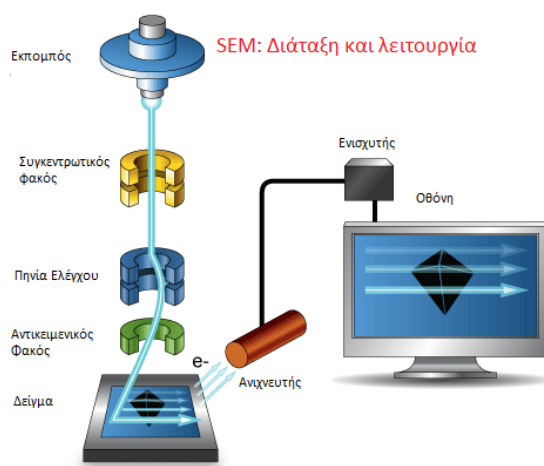 SEM: Διάταξη και λειτουργία
Εκπομπός
Συγκεντρωτικός
φακός
Ενισχυτής
Οθόνη
Πηνία Ελέγχου
Αντικειμενικός
Φακός
e-
Ανιχνευτής
Δείγμα